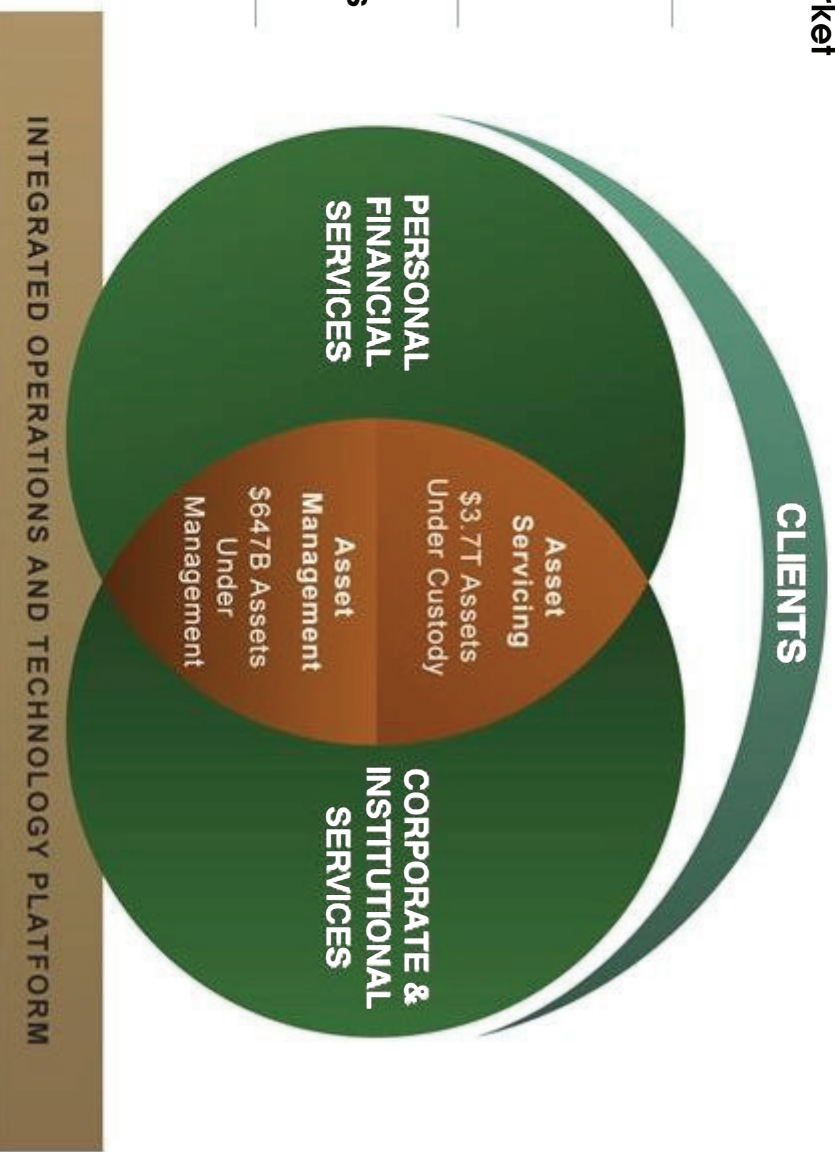 rket
s
CLIENTS
PERSONAL
FINANCIAL
SERVICES
Asset
Servicing
$3.7T Assets
Under Custody
Asset
Management
$647B Assets
Under
Management
CORPORATE &
INSTITUTIONAL
SERVICES
INTEGRATED OPERATIONS AND TECHNOLOGY PLATFORM